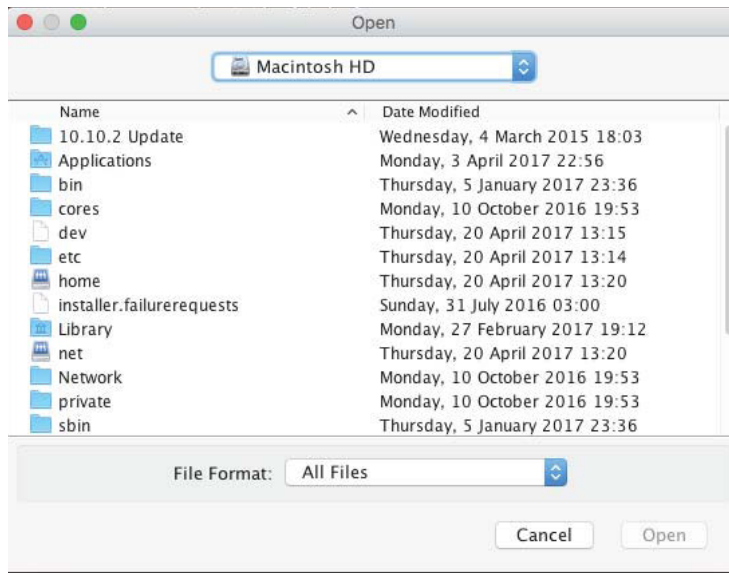 Open
Macintosh HD
Name Date Modified
10.10.2 Update Wednesday, 4 March 2015 18:03
Applications Monday, 3 April 2017 22:56
bin Thursday, 5 January 2017 23:36
cores Monday, 10 October 2016 19:53
dev Thursday, 20 April 2017 13:15
etc Thursday, 20 April 2017 13:14
home Thursday, 20 April 2017 13:20
installer.failurerequests Sunday, 31 July 2016 03:00
Library Monday, 27 February 2017 19:12
net Thursday, 20 April 2017 13:20
Network Monday, 10 October 2016 19:53
private Monday, 10 October 2016 19:53
sbin Thursday, 5 January 2017 23:36
File Format: All Files
Cancel Open